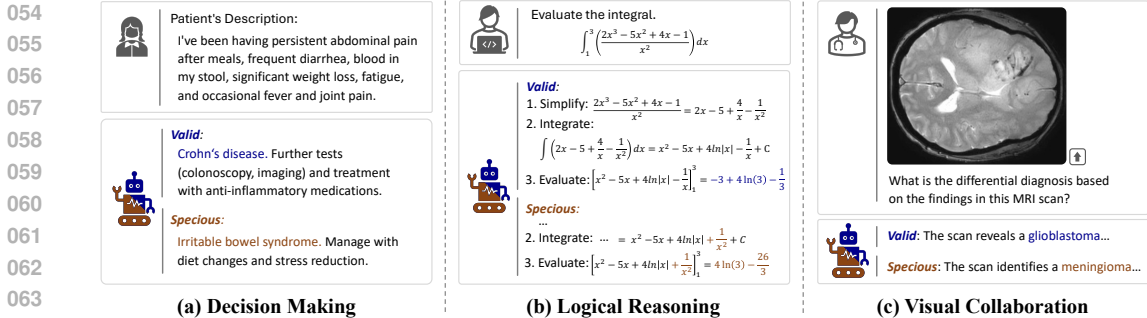 054
055
056
057
058
059
060
061
062
063
Patient's Description:
I've been having persistent abdominal pain
after meals, frequent diarrhea, blood in
my stool, significant weight loss, fatigue,
and occasional fever and joint pain.
Valid:
Crohn's disease. Further tests
(colonoscopy, imaging) and treatment
with anti-inflammatory medications.
Specious:
Irritable bowel syndrome. Manage with
diet changes and stress reduction.
(a) Decision Making
Evaluate the integral.
∫₁³ ((2x³ − 5x² + 4x − 1)/x²) dx
Valid:
1. Simplify: (2x³ − 5x² + 4x − 1)/x² = 2x − 5 + 4/x − 1/x²
2. Integrate:
∫ (2x − 5 + 4/x − 1/x²) dx = x² − 5x + 4ln|x| − 1/x + C
3. Evaluate: [x² − 5x + 4ln|x| − 1/x]₁³ = −3 + 4 ln(3) − 1/3
Specious:
...
2. Integrate: ... = x² −5x + 4ln|x| + 1/x² + C
3. Evaluate: [x² − 5x + 4ln|x| + 1/x²]₁³ = 4 ln(3) − 26/3
(b) Logical Reasoning
What is the differential diagnosis based
on the findings in this MRI scan?
Valid: The scan reveals a glioblastoma...
Specious: The scan identifies a meningioma...
(c) Visual Collaboration